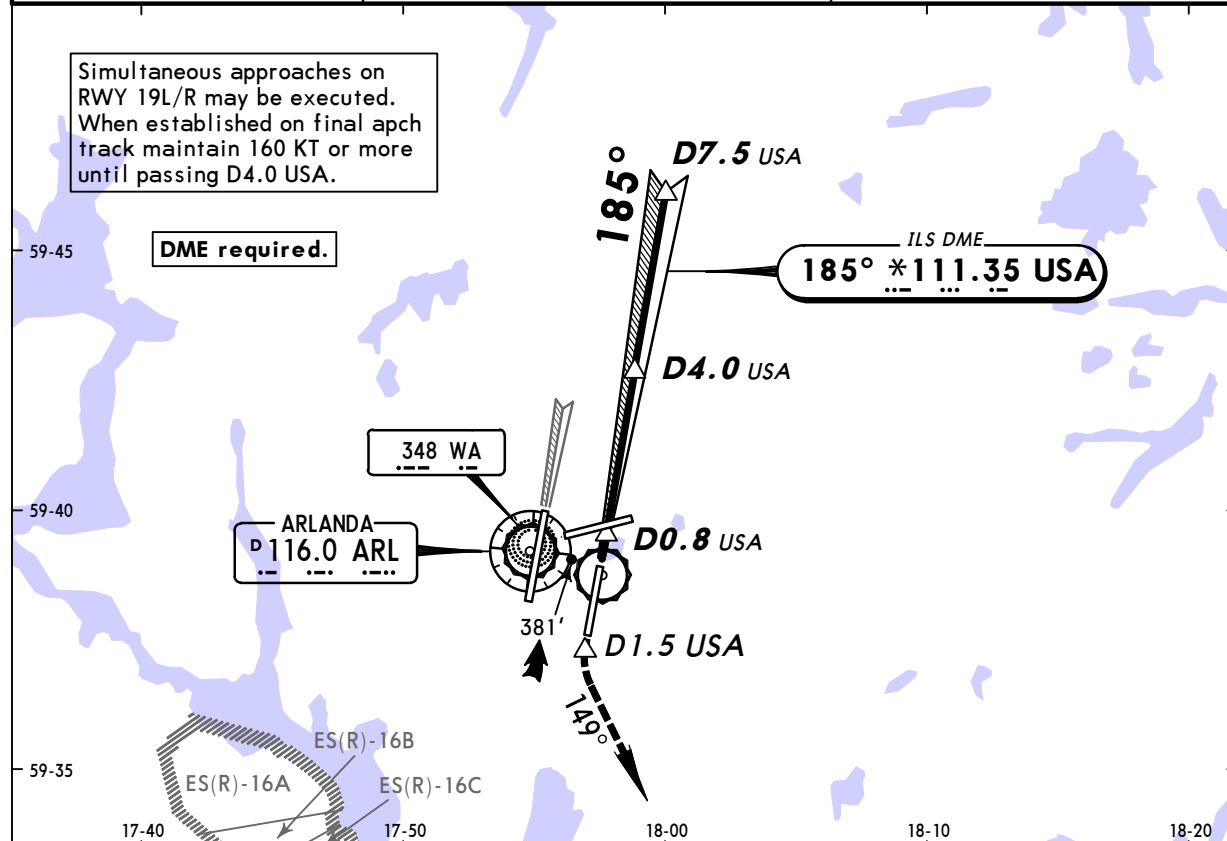 Simultaneous approaches on
RWY 19L/R may be executed.
When established on final apch
track maintain 160 KT or more
until passing D4.0 USA.
DME required.
185°
D7.5 USA
ILS DME
185° *111.35 USA
D4.0 USA
348 WA
ARLANDA
D 116.0 ARL
D0.8 USA
381'
D1.5 USA
149°
ES(R)-16B
ES(R)-16A
ES(R)-16C
59-45
59-40
59-35
17-40
17-50
18-00
18-10
18-20